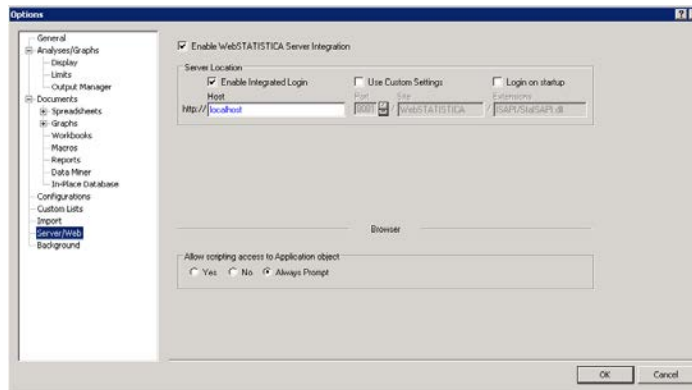 Options
General
Analyses/Graphs
Display
Limits
Output Manager
Documents
Spreadsheets
Graphs
Workbooks
Macros
Reports
Data Miner
In-Place Database
Configurations
Custom Lists
Import
Server/Web
Background
Enable WebSTATISTICA Server Integration
Server Location
Enable Integrated Login Use Custom Settings Login on startup
Host Port Site Extensions
http:// localhost / WebSTATISTICA /
Browser
Allow scripting access to Application object
Yes No Always Prompt
OK Cancel